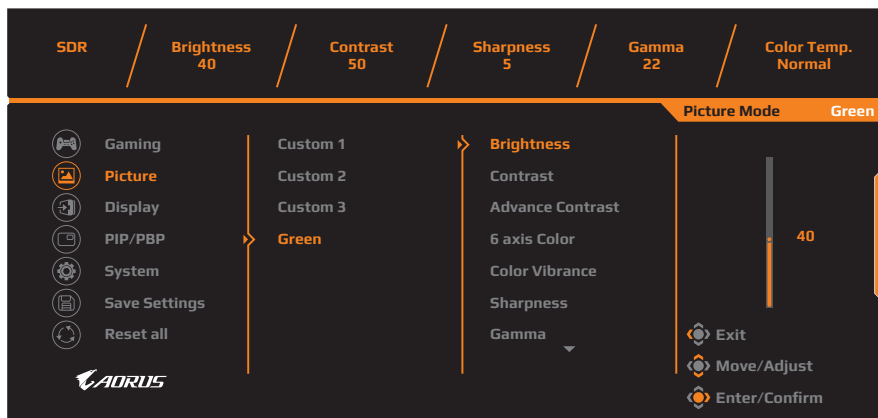 SDR
Brightness
40
Contrast
50
Sharpness
5
Gamma
22
Color Temp.
Normal
Picture Mode Green
Gaming
Picture
Display
PIP/PBP
System
Save Settings
Reset all
Custom 1
Custom 2
Custom 3
Green
Brightness
Contrast
Advance Contrast
6 axis Color
Color Vibrance
Sharpness
Gamma
40
Exit
Move/Adjust
Enter/Confirm
AORUS